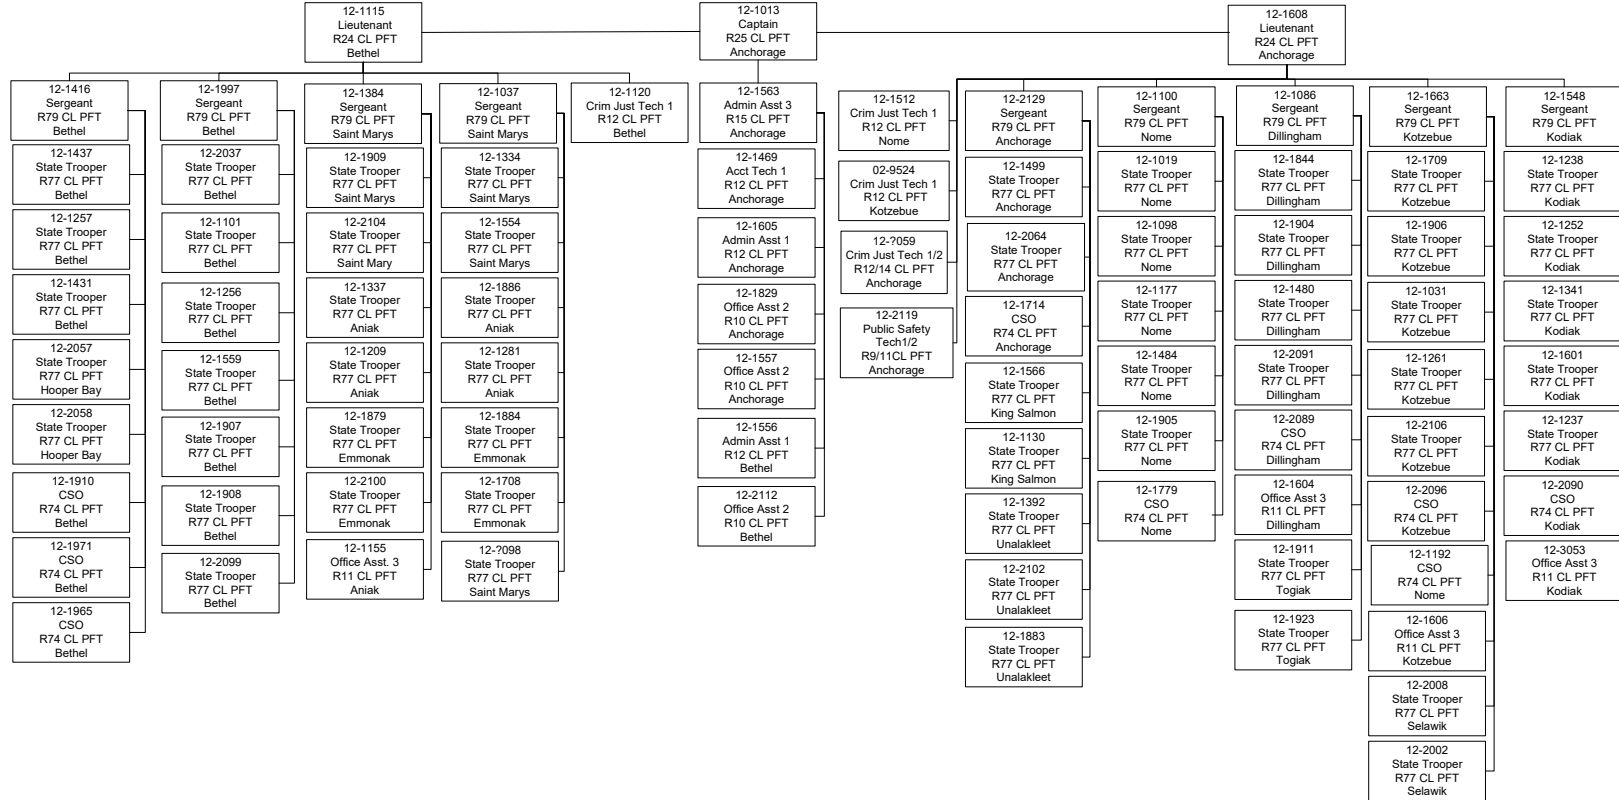 12-1115
Lieutenant
R24 CL PFT
Bethel
12-1013
Captain
R25 CL PFT
Anchorage
12-1608
Lieutenant
R24 CL PFT
Anchorage
12-1416
Sergeant
R79 CL PFT
Bethel
12-1437
State Trooper
R77 CL PFT
Bethel
12-1257
State Trooper
R77 CL PFT
Bethel
12-1431
State Trooper
R77 CL PFT
Bethel
12-2057
State Trooper
R77 CL PFT
Hooper Bay
12-2058
State Trooper
R77 CL PFT
Hooper Bay
12-1910
CSO
R74 CL PFT
Bethel
12-1971
CSO
R74 CL PFT
Bethel
12-1965
CSO
R74 CL PFT
Bethel
12-1997
Sergeant
R79 CL PFT
Bethel
12-2037
State Trooper
R77 CL PFT
Bethel
12-1101
State Trooper
R77 CL PFT
Bethel
12-1256
State Trooper
R77 CL PFT
Bethel
12-1559
State Trooper
R77 CL PFT
Bethel
12-1907
State Trooper
R77 CL PFT
Bethel
12-1908
State Trooper
R77 CL PFT
Bethel
12-2099
State Trooper
R77 CL PFT
Bethel
12-1384
Sergeant
R79 CL PFT
Saint Marys
12-1909
State Trooper
R77 CL PFT
Saint Marys
12-2104
State Trooper
R77 CL PFT
Saint Mary
12-1337
State Trooper
R77 CL PFT
Aniak
12-1209
State Trooper
R77 CL PFT
Aniak
12-1879
State Trooper
R77 CL PFT
Emmonak
12-2100
State Trooper
R77 CL PFT
Emmonak
12-1155
Office Asst. 3
R11 CL PFT
Aniak
12-1037
Sergeant
R79 CL PFT
Saint Marys
12-1334
State Trooper
R77 CL PFT
Saint Marys
12-1554
State Trooper
R77 CL PFT
Saint Marys
12-1886
State Trooper
R77 CL PFT
Aniak
12-1281
State Trooper
R77 CL PFT
Aniak
12-1884
State Trooper
R77 CL PFT
Emmonak
12-1708
State Trooper
R77 CL PFT
Emmonak
12-?098
State Trooper
R77 CL PFT
Saint Marys
12-1120
Crim Just Tech 1
R12 CL PFT
Bethel
12-1563
Admin Asst 3
R15 CL PFT
Anchorage
12-1469
Acct Tech 1
R12 CL PFT
Anchorage
12-1605
Admin Asst 1
R12 CL PFT
Anchorage
12-1829
Office Asst 2
R10 CL PFT
Anchorage
12-1557
Office Asst 2
R10 CL PFT
Anchorage
12-1556
Admin Asst 1
R12 CL PFT
Bethel
12-2112
Office Asst 2
R10 CL PFT
Bethel
12-1512
Crim Just Tech 1
R12 CL PFT
Nome
02-9524
Crim Just Tech 1
R12 CL PFT
Kotzebue
12-?059
Crim Just Tech 1/2
R12/14 CL PFT
Anchorage
12-2119
Public Safety
Tech1/2
R9/11CL PFT
Anchorage
12-2129
Sergeant
R79 CL PFT
Anchorage
12-1499
State Trooper
R77 CL PFT
Anchorage
12-2064
State Trooper
R77 CL PFT
Anchorage
12-1714
CSO
R74 CL PFT
Anchorage
12-1566
State Trooper
R77 CL PFT
King Salmon
12-1130
State Trooper
R77 CL PFT
King Salmon
12-1392
State Trooper
R77 CL PFT
Unalakleet
12-2102
State Trooper
R77 CL PFT
Unalakleet
12-1883
State Trooper
R77 CL PFT
Unalakleet
12-1100
Sergeant
R79 CL PFT
Nome
12-1019
State Trooper
R77 CL PFT
Nome
12-1098
State Trooper
R77 CL PFT
Nome
12-1177
State Trooper
R77 CL PFT
Nome
12-1484
State Trooper
R77 CL PFT
Nome
12-1905
State Trooper
R77 CL PFT
Nome
12-1779
CSO
R74 CL PFT
Nome
12-1086
Sergeant
R79 CL PFT
Dillingham
12-1844
State Trooper
R77 CL PFT
Dillingham
12-1904
State Trooper
R77 CL PFT
Dillingham
12-1480
State Trooper
R77 CL PFT
Dillingham
12-2091
State Trooper
R77 CL PFT
Dillingham
12-2089
CSO
R74 CL PFT
Dillingham
12-1604
Office Asst 3
R11 CL PFT
Dillingham
12-1911
State Trooper
R77 CL PFT
Togiak
12-1923
State Trooper
R77 CL PFT
Togiak
12-1663
Sergeant
R79 CL PFT
Kotzebue
12-1709
State Trooper
R77 CL PFT
Kotzebue
12-1906
State Trooper
R77 CL PFT
Kotzebue
12-1031
State Trooper
R77 CL PFT
Kotzebue
12-1261
State Trooper
R77 CL PFT
Kotzebue
12-2106
State Trooper
R77 CL PFT
Kotzebue
12-2096
CSO
R74 CL PFT
Kotzebue
12-1192
CSO
R74 CL PFT
Nome
12-1606
Office Asst 3
R11 CL PFT
Kotzebue
12-2008
State Trooper
R77 CL PFT
Selawik
12-2002
State Trooper
R77 CL PFT
Selawik
12-1548
Sergeant
R79 CL PFT
Kodiak
12-1238
State Trooper
R77 CL PFT
Kodiak
12-1252
State Trooper
R77 CL PFT
Kodiak
12-1341
State Trooper
R77 CL PFT
Kodiak
12-1601
State Trooper
R77 CL PFT
Kodiak
12-1237
State Trooper
R77 CL PFT
Kodiak
12-2090
CSO
R74 CL PFT
Kodiak
12-3053
Office Asst 3
R11 CL PFT
Kodiak